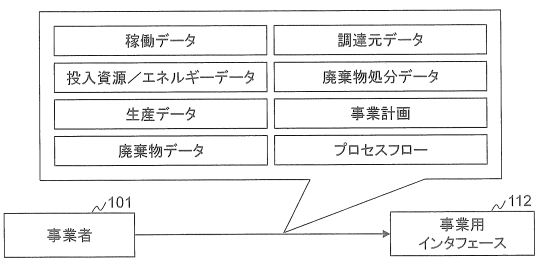 稼働データ
調達元データ
投入資源／エネルギーデータ
廃棄物処分データ
生産データ
事業計画
廃棄物データ
プロセスフロー
101
112
事業者
事業用
インタフェース